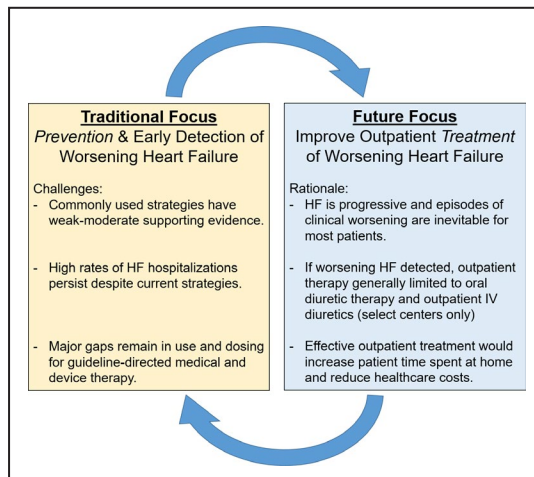 Traditional Focus
Prevention & Early Detection of
Worsening Heart Failure
Challenges:
- Commonly used strategies have
weak-moderate supporting evidence.
- High rates of HF hospitalizations
persist despite current strategies.
- Major gaps remain in use and dosing
for guideline-directed medical and
device therapy.
Future Focus
Improve Outpatient Treatment
of Worsening Heart Failure
Rationale:
- HF is progressive and episodes of
clinical worsening are inevitable for
most patients.
- If worsening HF detected, outpatient
therapy generally limited to oral
diuretic therapy and outpatient IV
diuretics (select centers only)
- Effective outpatient treatment would
increase patient time spent at home
and reduce healthcare costs.